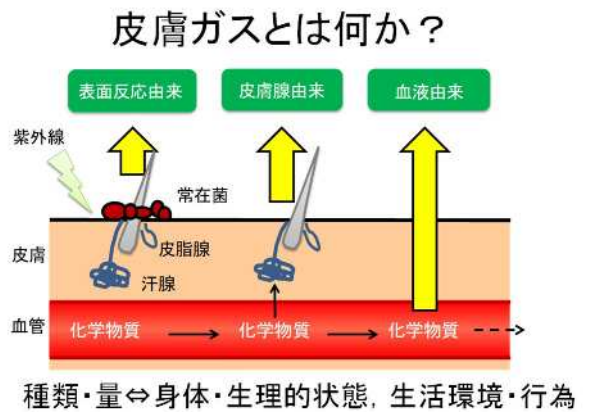 皮膚ガスとは何か？
表面反応由来
皮膚腺由来
血液由来
紫外線
常在菌
皮膚
皮脂腺
汗腺
血管
化学物質
化学物質
化学物質
種類・量⇔身体・生理的状態，生活環境・行為